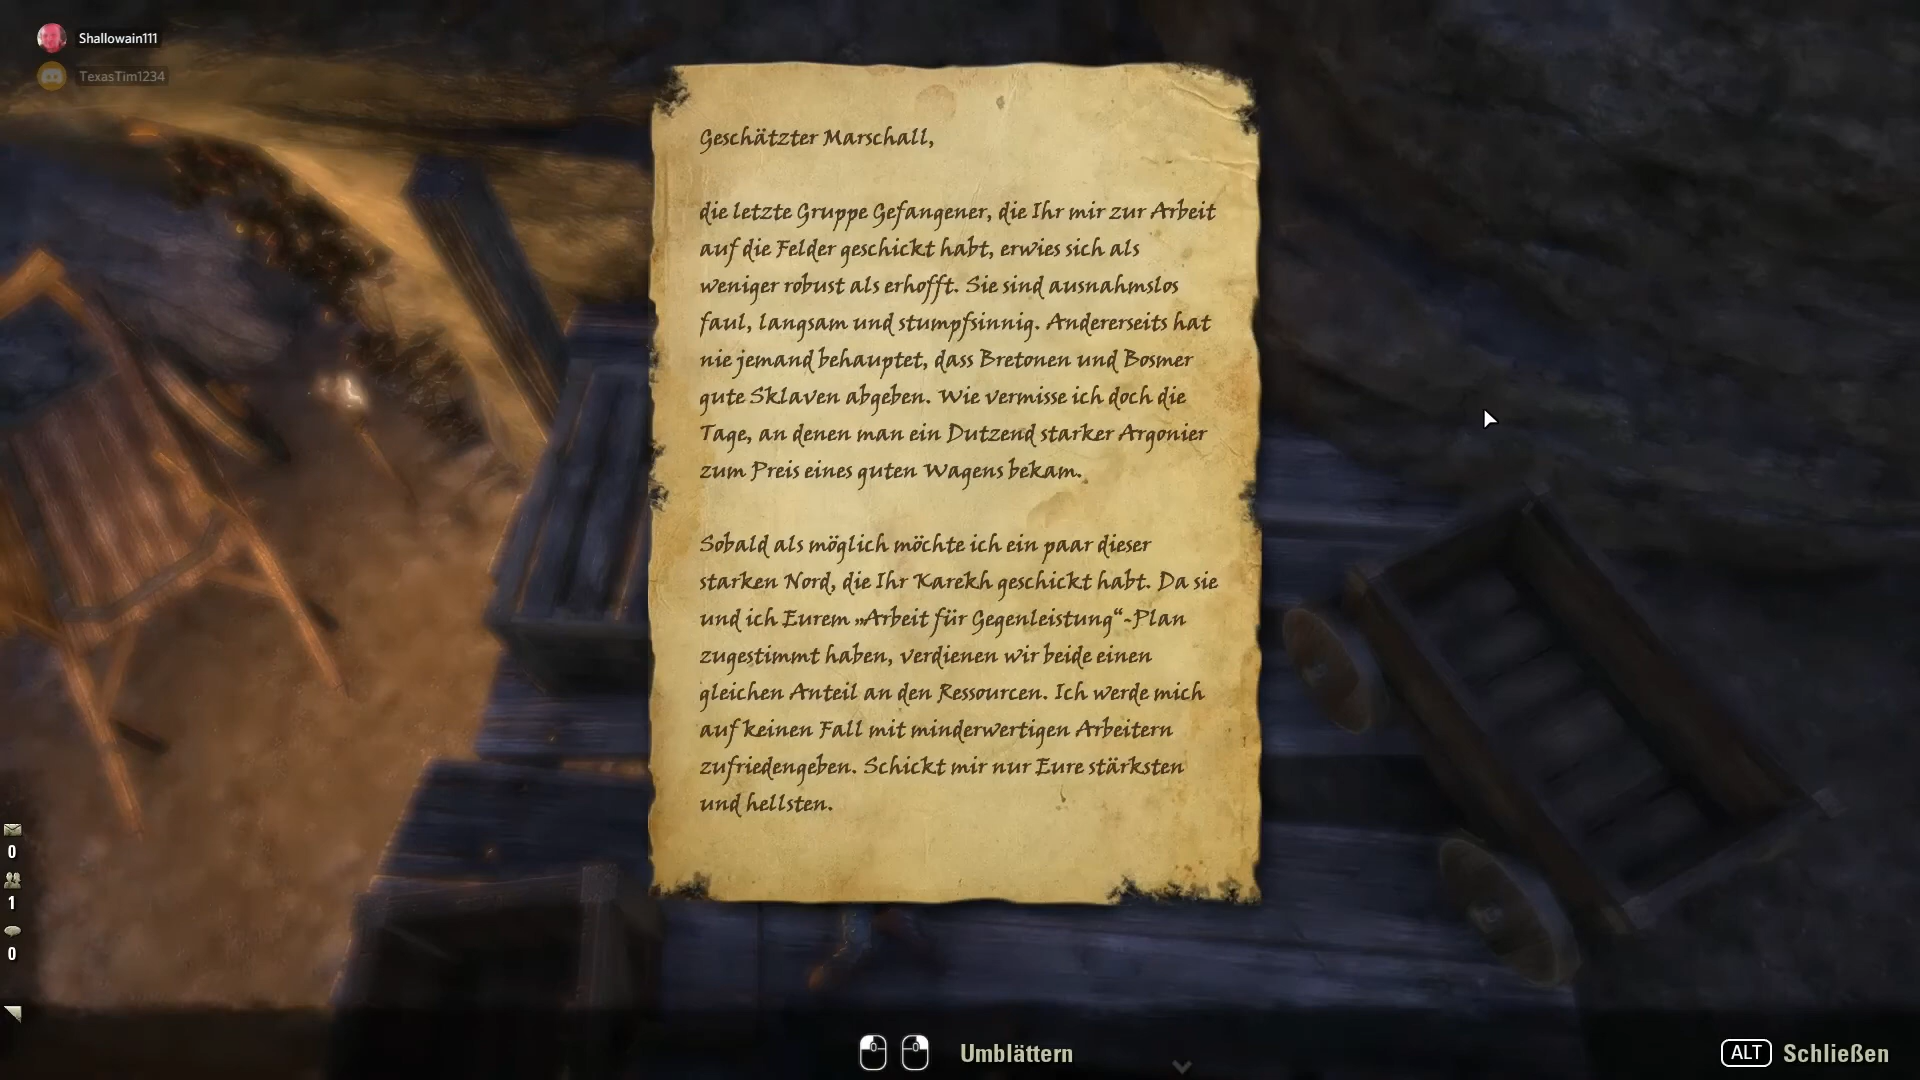 Shallowain111
TexasTim1234
Geschätzter Marschall,
die letzte Gruppe Gefangener, die Ihr mir zur Arbeit
auf die Felder geschickt habt, erwies sich als
weniger robust als erhofft. Sie sind ausnahmslos
faul, langsam und stumpfsinnig. Andererseits hat
nie jemand behauptet, dass Bretonen und Bosmer
gute Sklaven abgeben. Wie vermisse ich doch die
Tage, an denen man ein Dutzend starker Argonier
zum Preis eines guten Wagens bekam.
Sobald als möglich möchte ich ein paar dieser
starken Nord, die Ihr Karekh geschickt habt. Da sie
und ich Eurem „Arbeit für Gegenleistung“-Plan
zugestimmt haben, verdienen wir beide einen
gleichen Anteil an den Ressourcen. Ich werde mich
auf keinen Fall mit minderwertigen Arbeitern
zufriedengeben. Schickt mir nur Eure stärksten
und hellsten.
0
1
0
Umblättern
ALT Schließen